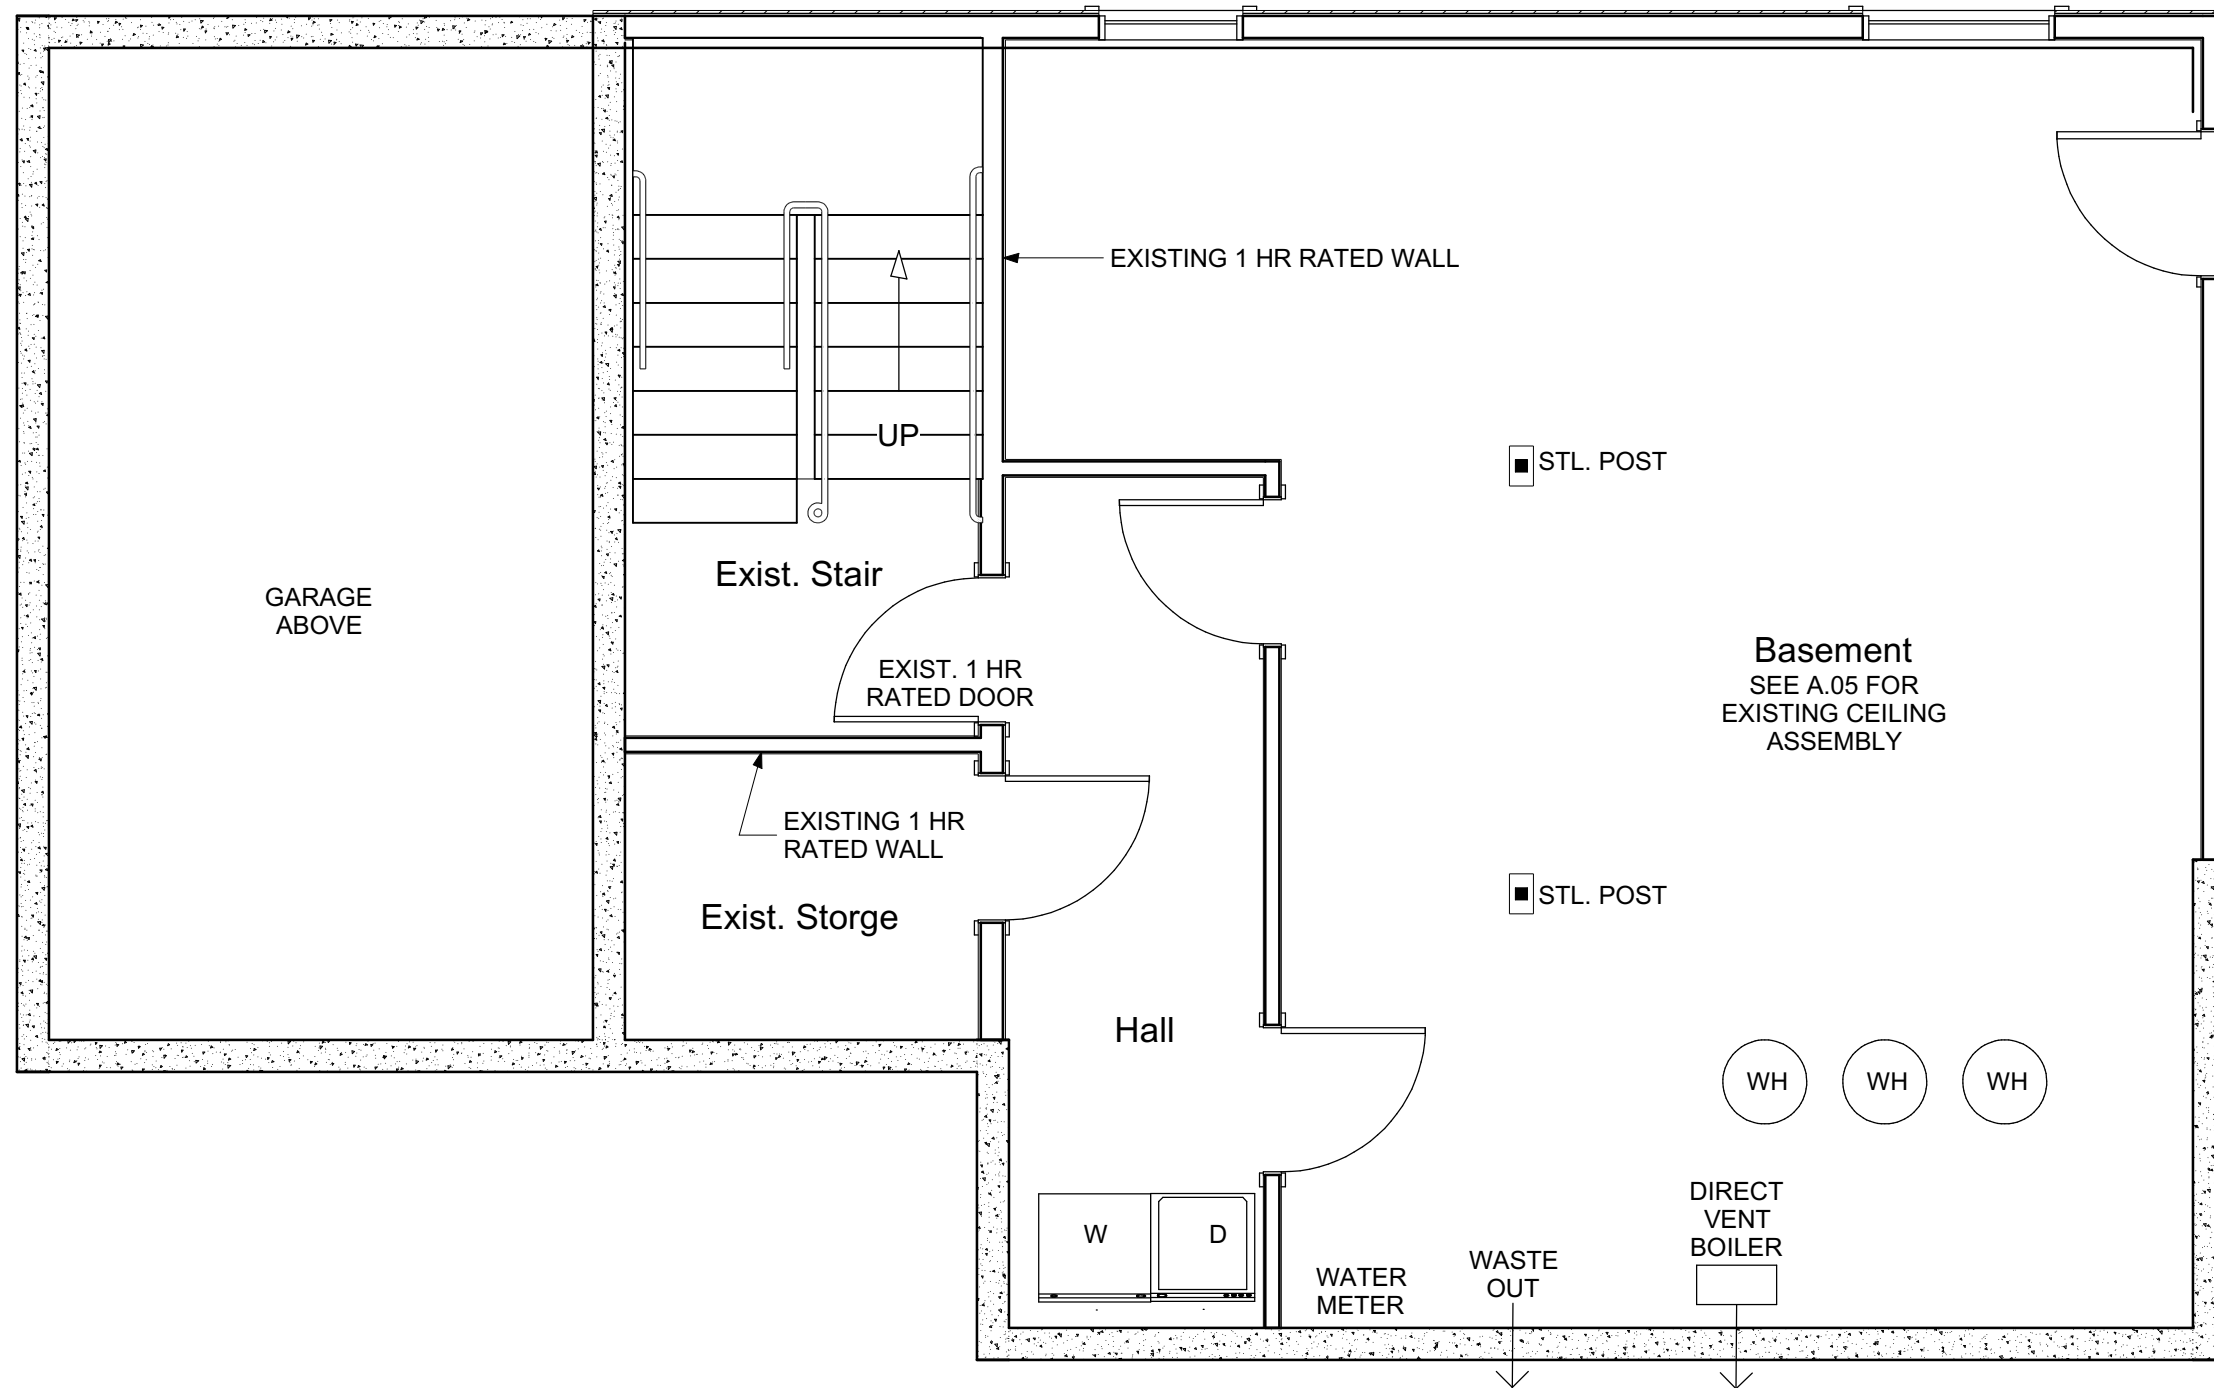 EXISTING 1 HR RATED WALL
UP
STL. POST
Exist. Stair
GARAGE
ABOVE
EXIST. 1 HR
RATED DOOR
Basement
SEE A.05 FOR
EXISTING CEILING
ASSEMBLY
EXISTING 1 HR
RATED WALL
STL. POST
Exist. Storge
Hall
WH WH WH
W D
DIRECT
VENT
BOILER
WASTE
OUT
WATER
METER